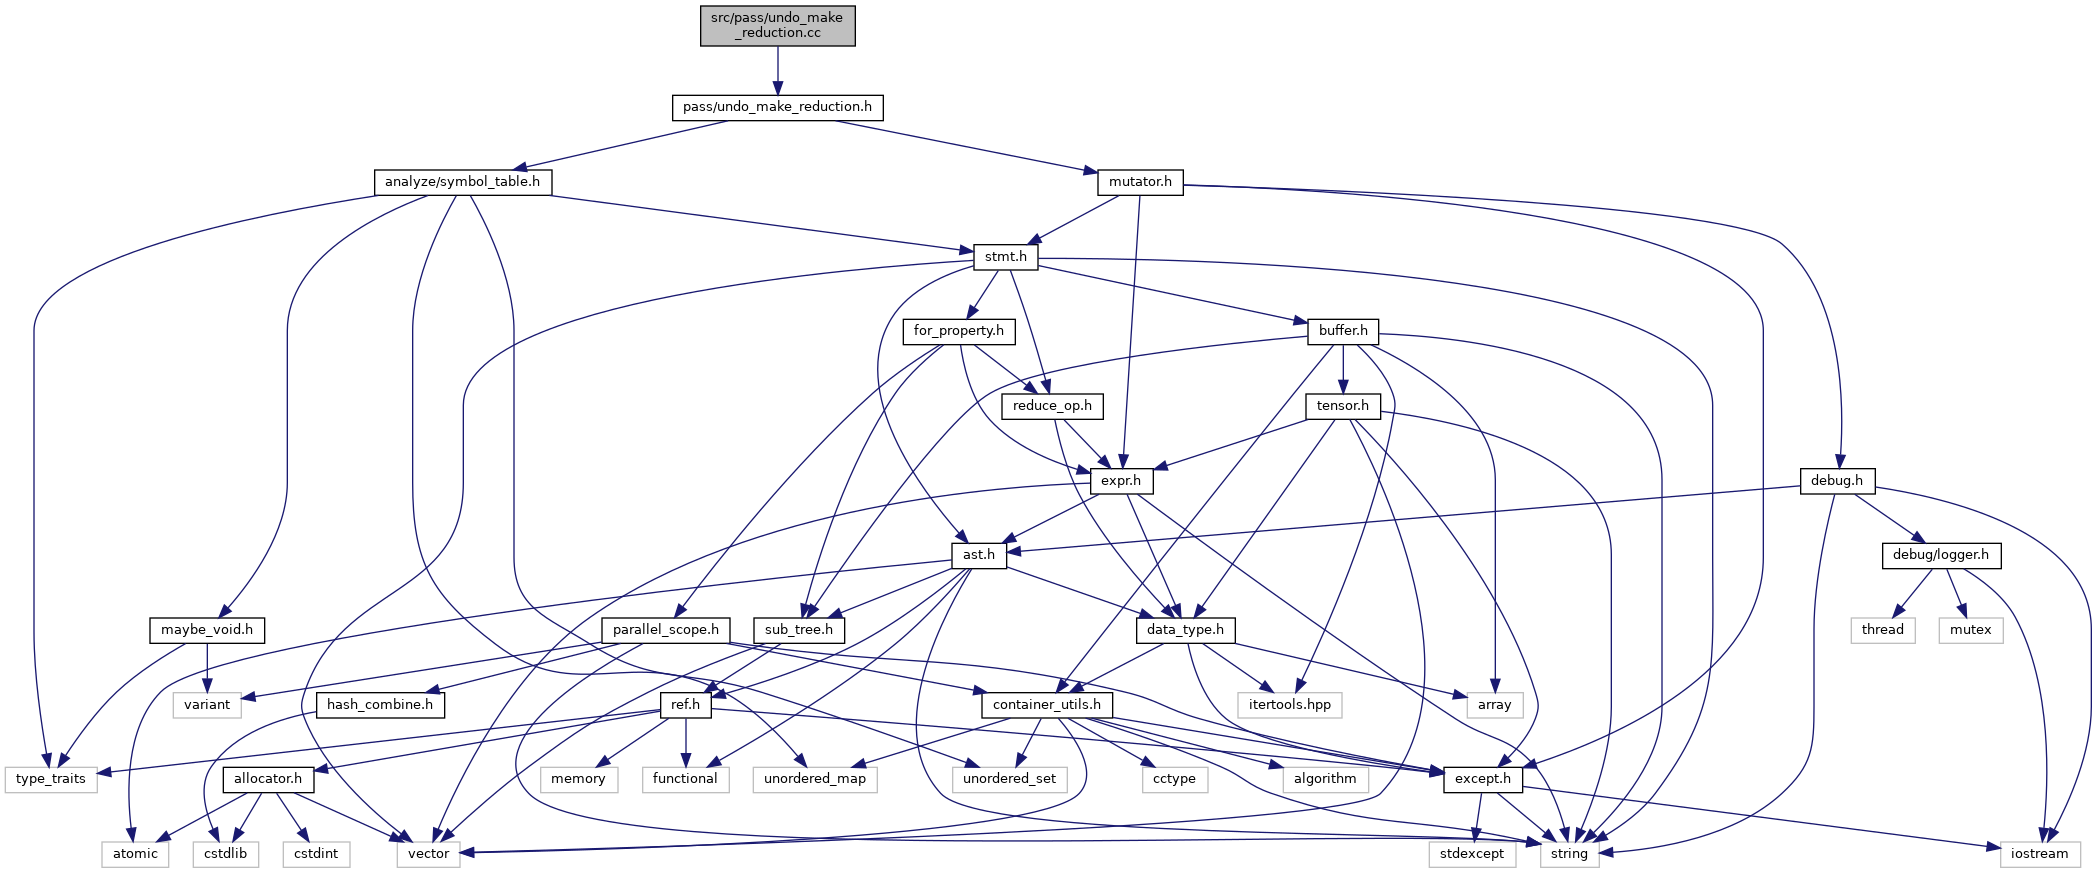 src/pass/undo_make
_reduction.cc
pass/undo_make_reduction.h
analyze/symbol_table.h
mutator.h
stmt.h
for_property.h
buffer.h
reduce_op.h
tensor.h
expr.h
debug.h
ast.h
debug/logger.h
maybe_void.h
parallel_scope.h
sub_tree.h
data_type.h
thread
mutex
variant
hash_combine.h
ref.h
container_utils.h
itertools.hpp
array
type_traits
allocator.h
memory
functional
unordered_map
unordered_set
cctype
algorithm
except.h
atomic
cstdlib
cstdint
vector
stdexcept
string
iostream